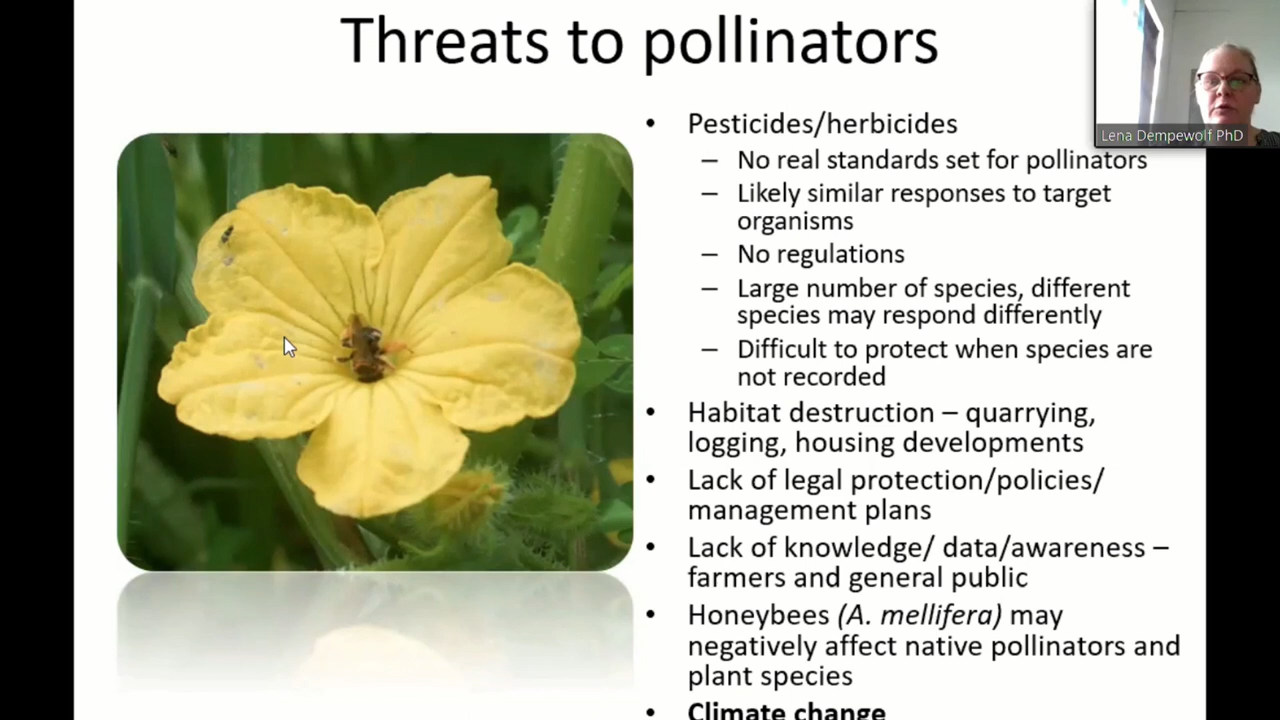 Threats to pollinators
Lena Dempewolf PhD
• Pesticides/herbicides
– No real standards set for pollinators
– Likely similar responses to target
organisms
– No regulations
– Large number of species, different
species may respond differently
– Difficult to protect when species are
not recorded
• Habitat destruction – quarrying,
logging, housing developments
• Lack of legal protection/policies/
management plans
• Lack of knowledge/ data/awareness –
farmers and general public
• Honeybees (A. mellifera) may
negatively affect native pollinators and
plant species
• Climate change